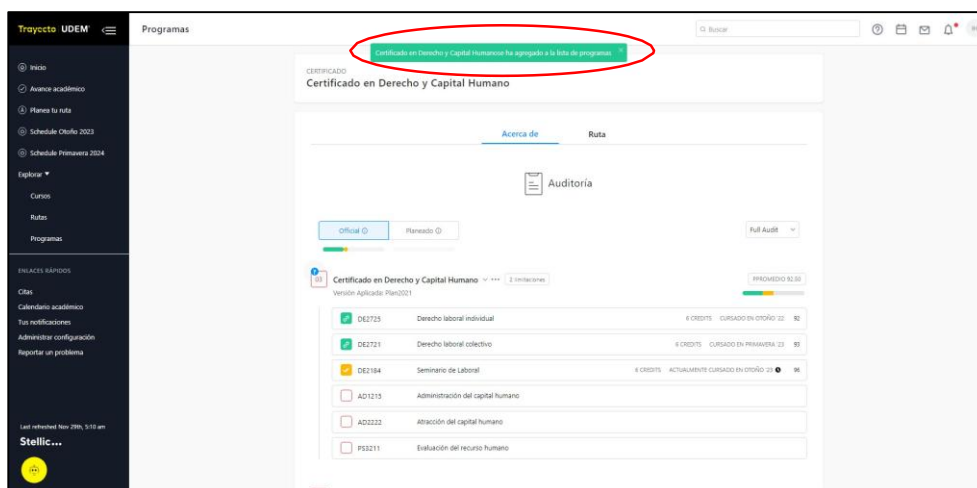 Trayecto UDEM
Programas
Buscar
Certificado en Derecho y Capital Humanose ha agregado a la lista de programas ×
CERTIFICADO
Certificado en Derecho y Capital Humano
Inicio
Avance académico
Planea tu ruta
Schedule Otoño 2023
Schedule Primavera 2024
Explorar
Cursos
Rutas
Programas
ENLACES RÁPIDOS
Citas
Calendario académico
Tus notificaciones
Administrar configuración
Reportar un problema
Last refreshed Nov 29th, 5:10 am
Stellic...
Acerca de Ruta
Auditoría
Official Planeado Full Audit
Certificado en Derecho y Capital Humano 2 limitaciones PPROMEDIO 92.50
Versión Aplicada: Plan2021
DE2725 Derecho laboral individual 6 CREDITS CURSADO EN OTOÑO '22 92
DE2721 Derecho laboral colectivo 6 CREDITS CURSADO EN PRIMAVERA '23 93
DE2184 Seminario de Laboral 6 CREDITS ACTUALMENTE CURSADO EN OTOÑO '23 96
AD1215 Administración del capital humano
AD2222 Atracción del capital humano
PS3211 Evaluación del recurso humano